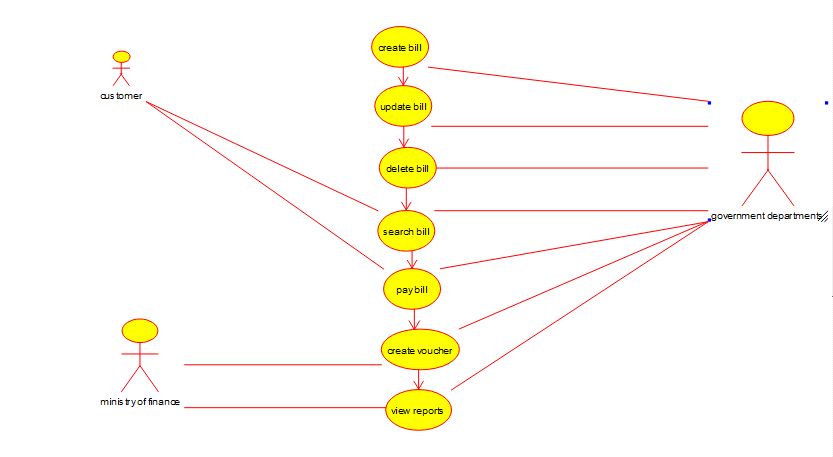 create bill
customer
update bill
delete bill
government departments
search bill
pay bill
create voucher
ministry of finance
view reports